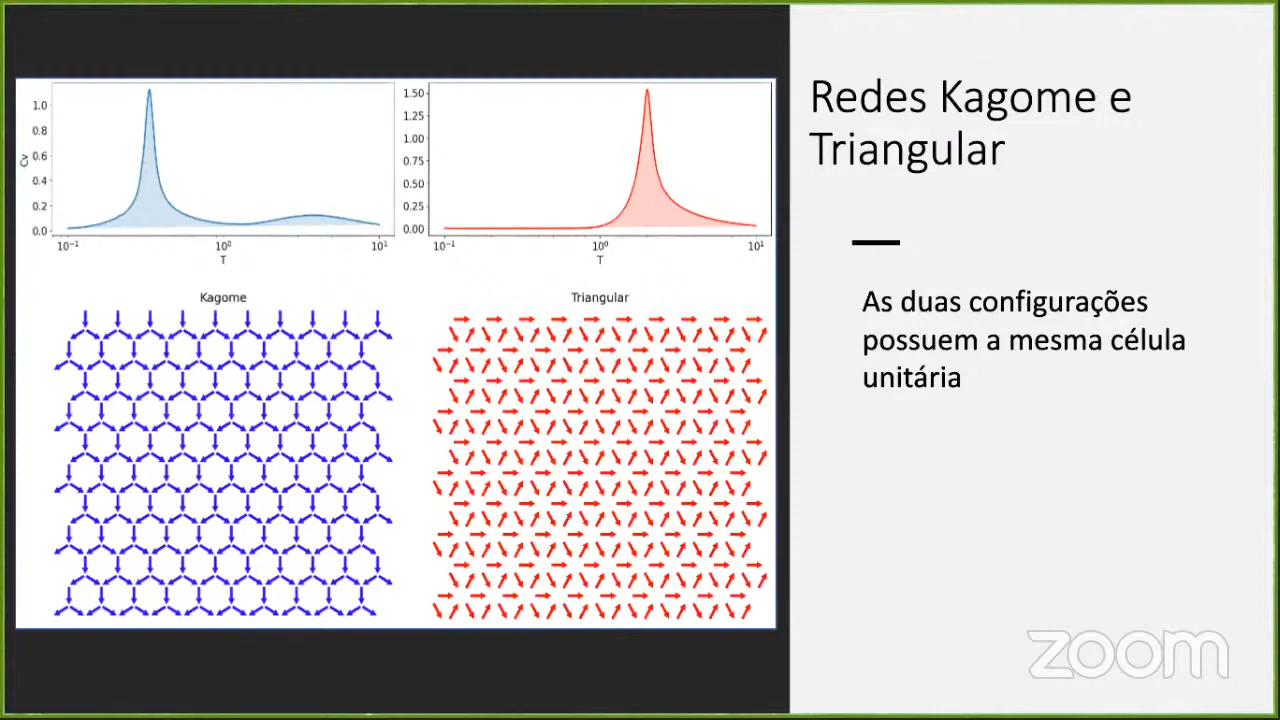 Redes Kagome e
Triangular
As duas configurações
possuem a mesma célula
unitária
Cv
1.0
0.8
0.6
0.4
0.2
0.0
10⁻¹ 10⁰ 10¹
T
1.50
1.25
1.00
0.75
0.50
0.25
0.00
10⁻¹ 10⁰ 10¹
T
Kagome
Triangular
zoom